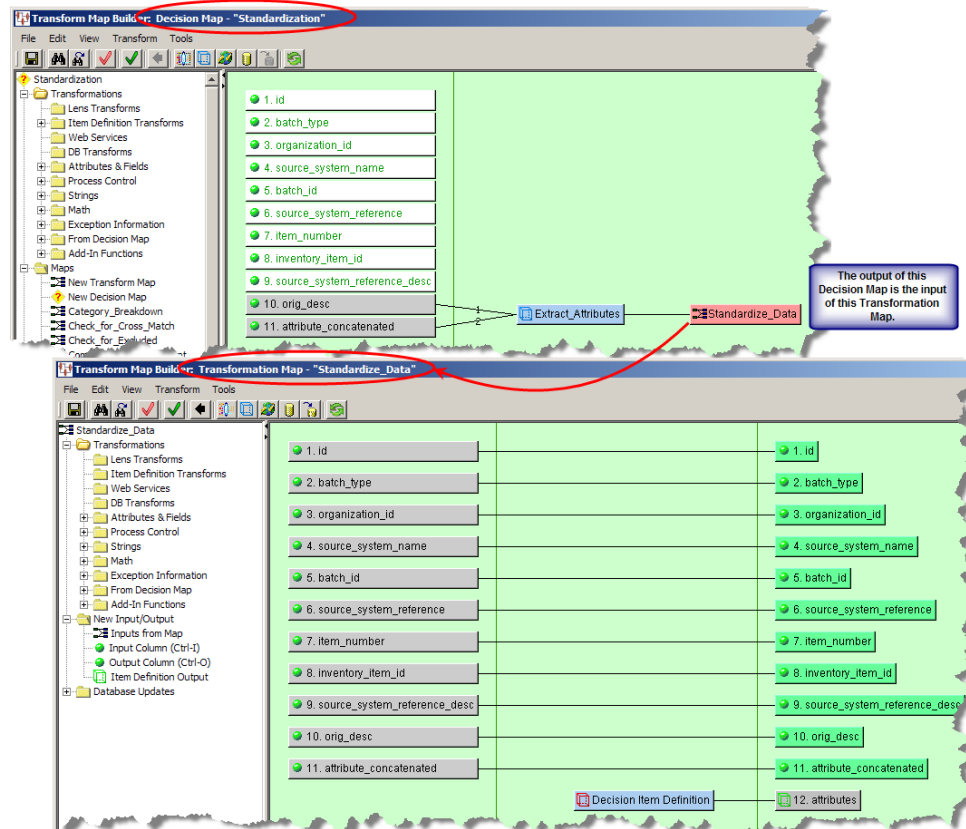 Transform Map Builder: Decision Map - "Standardization"
File Edit View Transform Tools
Standardization
Transformations
Lens Transforms
Item Definition Transforms
Web Services
DB Transforms
Attributes & Fields
Process Control
Strings
Math
Exception Information
From Decision Map
Add-In Functions
Maps
New Transform Map
New Decision Map
Category_Breakdown
Check_for_Cross_Match
Check_for_Excluded
1. id
2. batch_type
3. organization_id
4. source_system_name
5. batch_id
6. source_system_reference
7. item_number
8. inventory_item_id
9. source_system_reference_desc
10. orig_desc
11. attribute_concatenated
1
2
Extract_Attributes
Standardize_Data
The output of this
Decision Map is the input
of this Transformation
Map.
Transform Map Builder: Transformation Map - "Standardize_Data"
File Edit View Transform Tools
Standardize_Data
Transformations
Lens Transforms
Item Definition Transforms
Web Services
DB Transforms
Attributes & Fields
Process Control
Strings
Math
Exception Information
From Decision Map
Add-In Functions
New Input/Output
Inputs from Map
Input Column (Ctrl-I)
Output Column (Ctrl-O)
Item Definition Output
Database Updates
1. id
2. batch_type
3. organization_id
4. source_system_name
5. batch_id
6. source_system_reference
7. item_number
8. inventory_item_id
9. source_system_reference_desc
10. orig_desc
11. attribute_concatenated
Decision Item Definition
1. id
2. batch_type
3. organization_id
4. source_system_name
5. batch_id
6. source_system_reference
7. item_number
8. inventory_item_id
9. source_system_reference_desc
10. orig_desc
11. attribute_concatenated
12. attributes